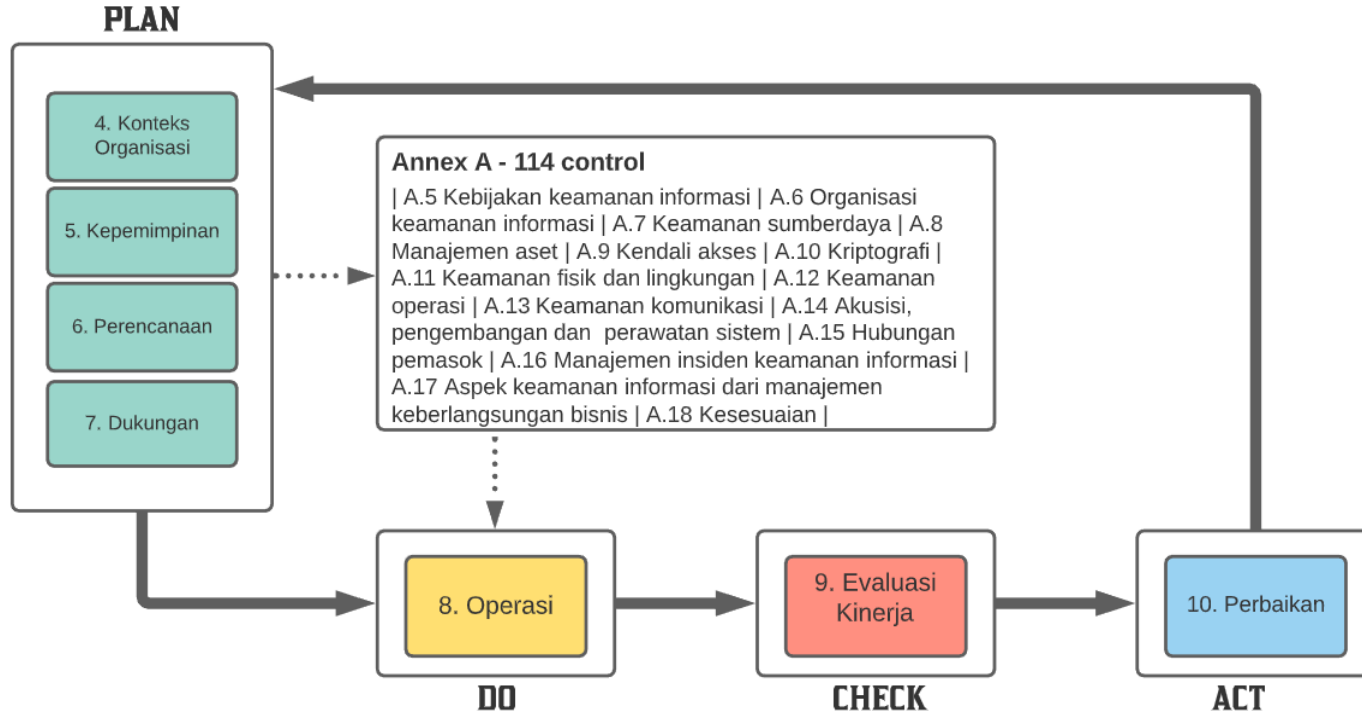 PLAN
4. Konteks
Organisasi
5. Kepemimpinan
6. Perencanaan
7. Dukungan
Annex A - 114 control
| A.5 Kebijakan keamanan informasi | A.6 Organisasi
keamanan informasi | A.7 Keamanan sumberdaya | A.8
Manajemen aset | A.9 Kendali akses | A.10 Kriptografi |
A.11 Keamanan fisik dan lingkungan | A.12 Keamanan
operasi | A.13 Keamanan komunikasi | A.14 Akusisi,
pengembangan dan perawatan sistem | A.15 Hubungan
pemasok | A.16 Manajemen insiden keamanan informasi |
A.17 Aspek keamanan informasi dari manajemen
keberlangsungan bisnis | A.18 Kesesuaian |
8. Operasi
DO
9. Evaluasi
Kinerja
CHECK
10. Perbaikan
ACT